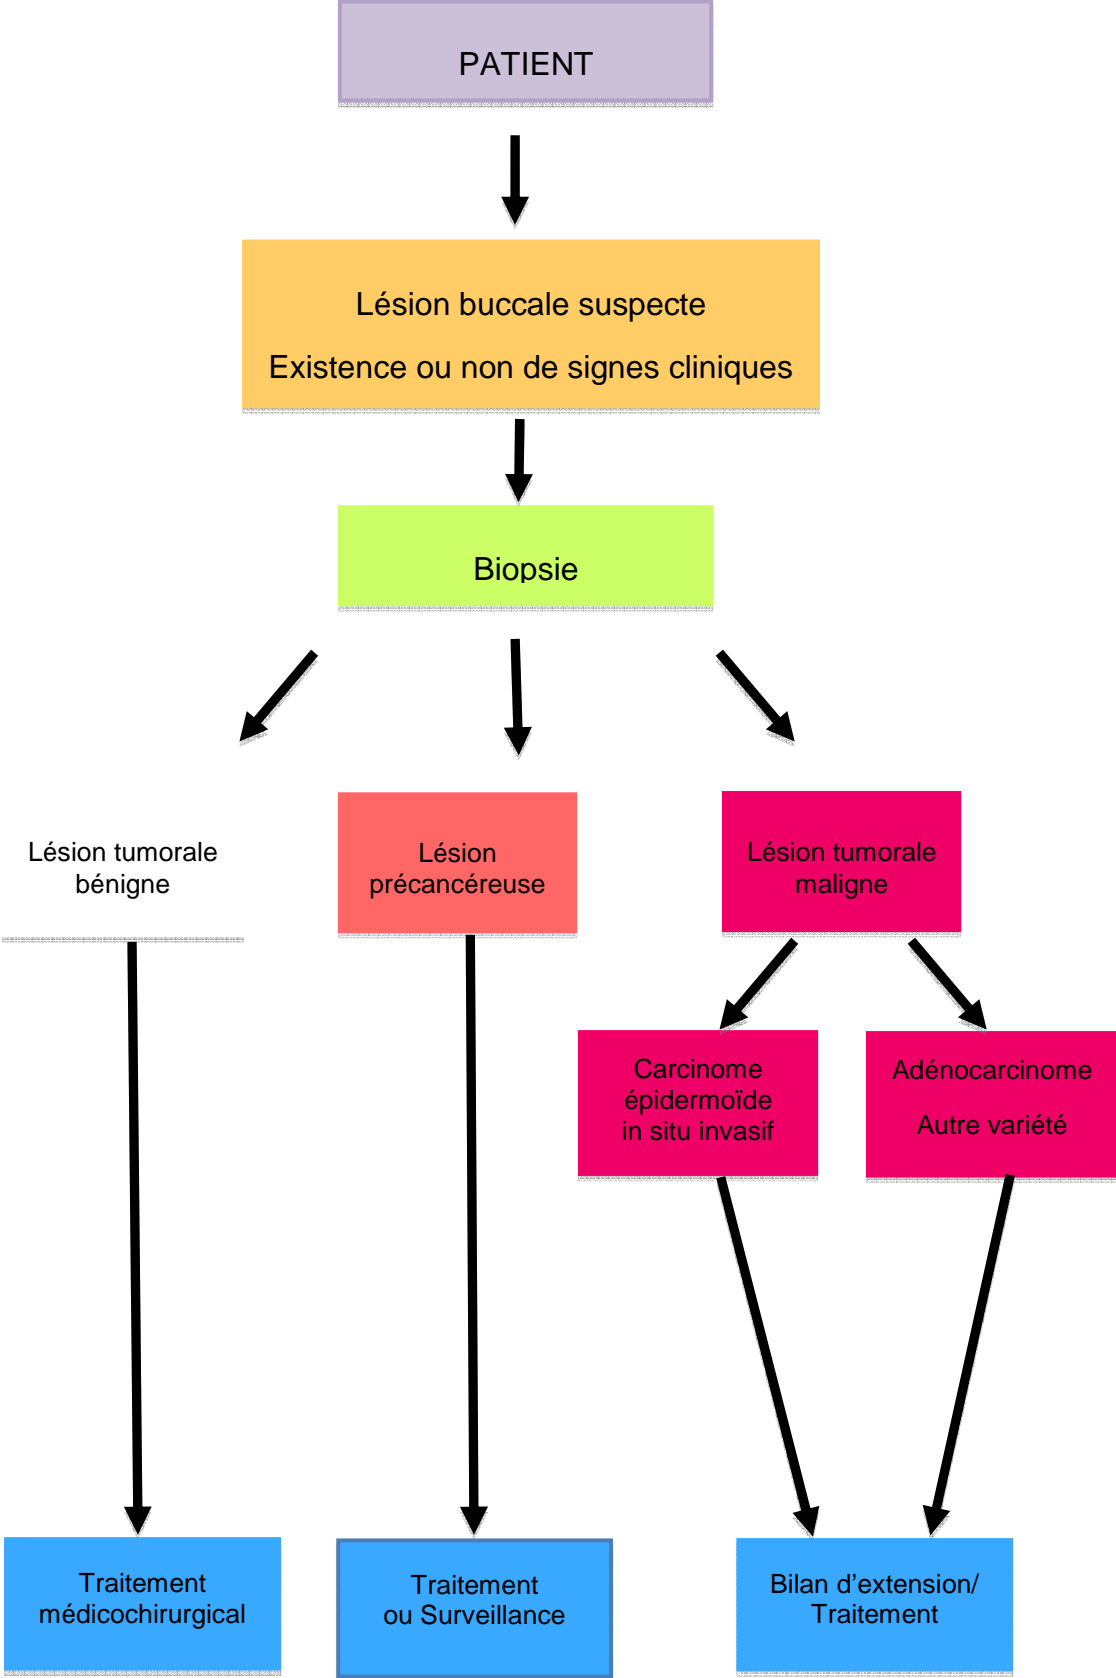 PATIENT
Lésion buccale suspecte
Existence ou non de signes cliniques
Biopsie
Lésion tumorale
bénigne
Lésion
précancéreuse
Lésion tumorale
maligne
Carcinome
épidermoïde
in situ invasif
Adénocarcinome
Autre variété
Traitement
médicochirurgical
Traitement
ou Surveillance
Bilan d’extension/
Traitement